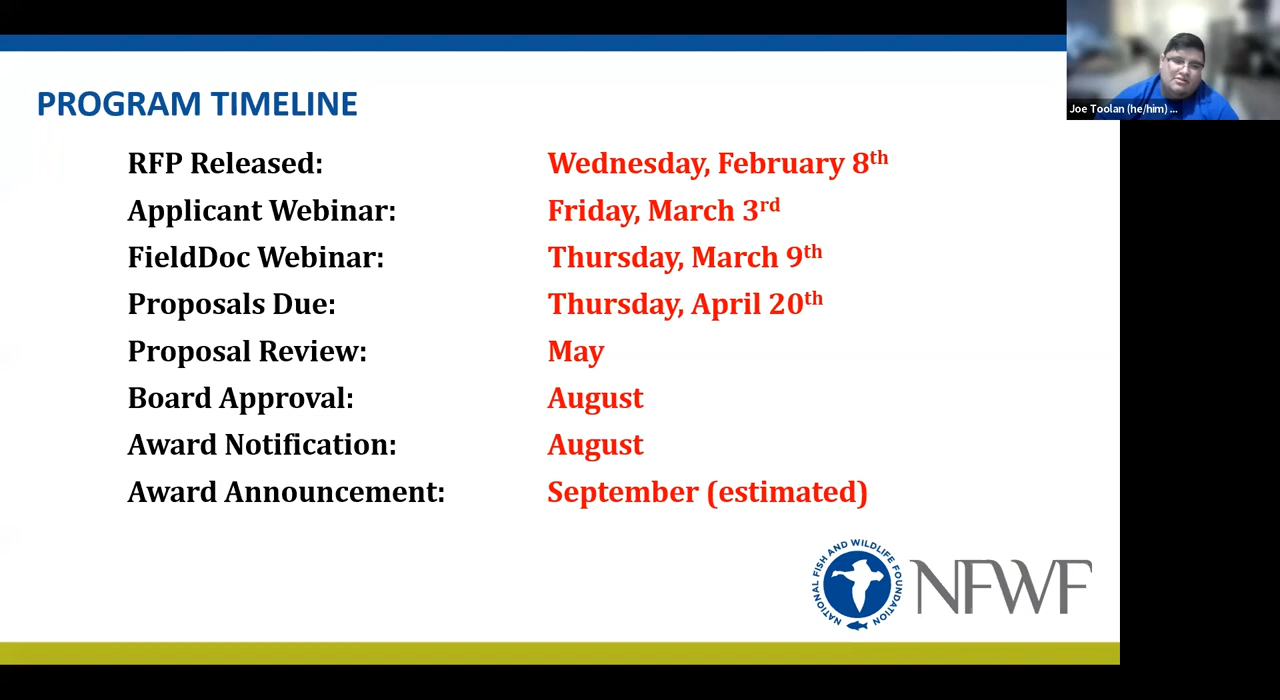 PROGRAM TIMELINE
Joe Toolan (he/him) ...
RFP Released: Wednesday, February 8th
Applicant Webinar: Friday, March 3rd
FieldDoc Webinar: Thursday, March 9th
Proposals Due: Thursday, April 20th
Proposal Review: May
Board Approval: August
Award Notification: August
Award Announcement: September (estimated)
NATIONAL FISH AND WILDLIFE FOUNDATION
NFWF